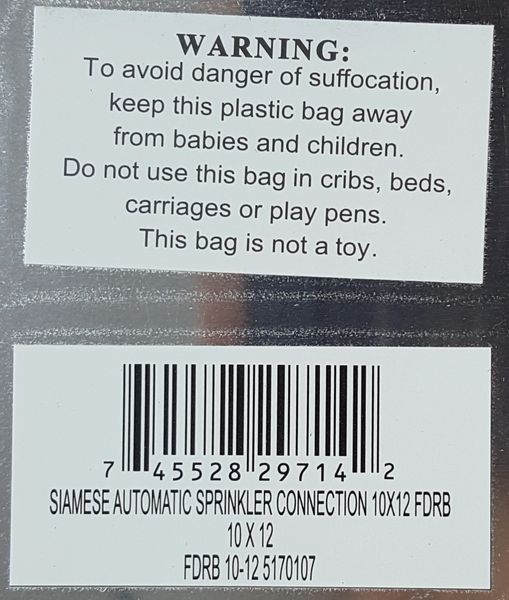 WARNING:
To avoid danger of suffocation,
keep this plastic bag away
from babies and children.
Do not use this bag in cribs, beds,
carriages or play pens.
This bag is not a toy.
7 45528 29714 2
SIAMESE AUTOMATIC SPRINKLER CONNECTION 10X12 FDRB
10 X 12
FDRB 10-12 5170107